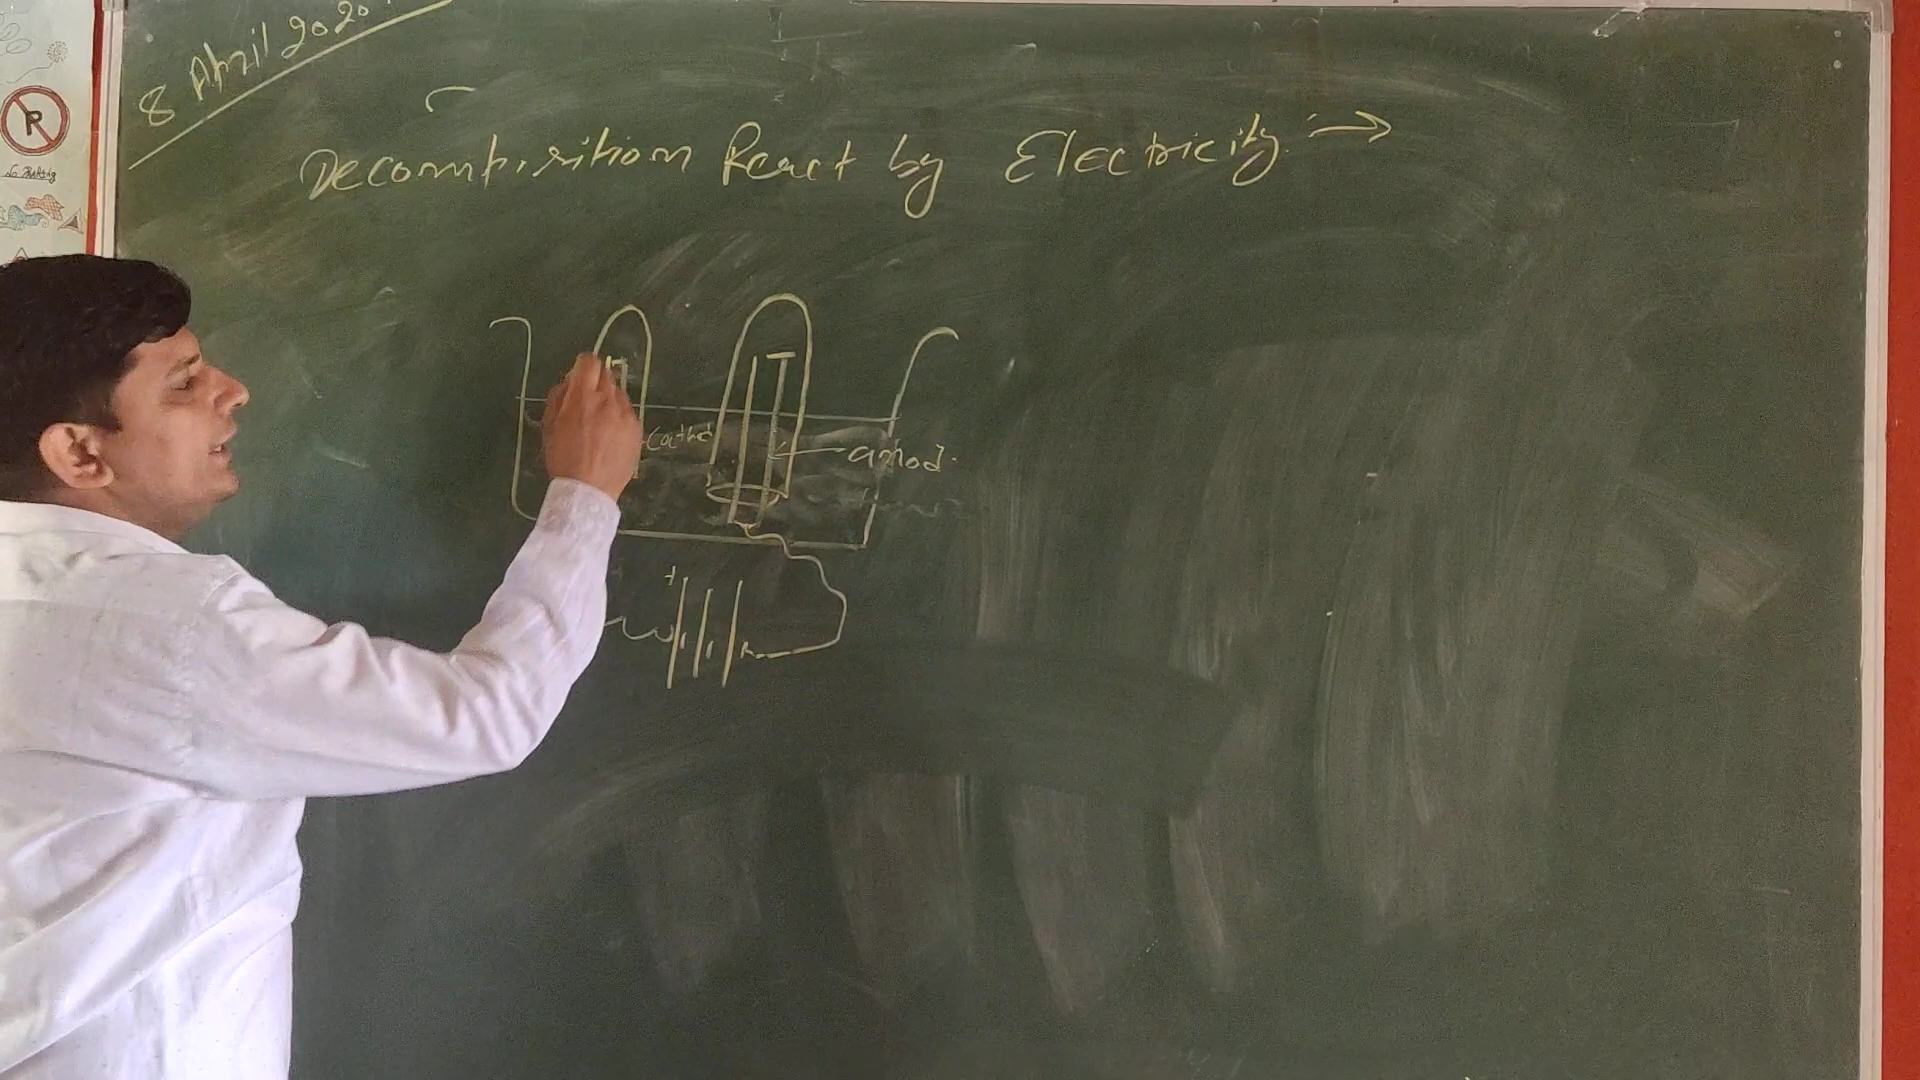 8 April 2020
Decomposition React by Electricity :→
Cathod
anod.
+